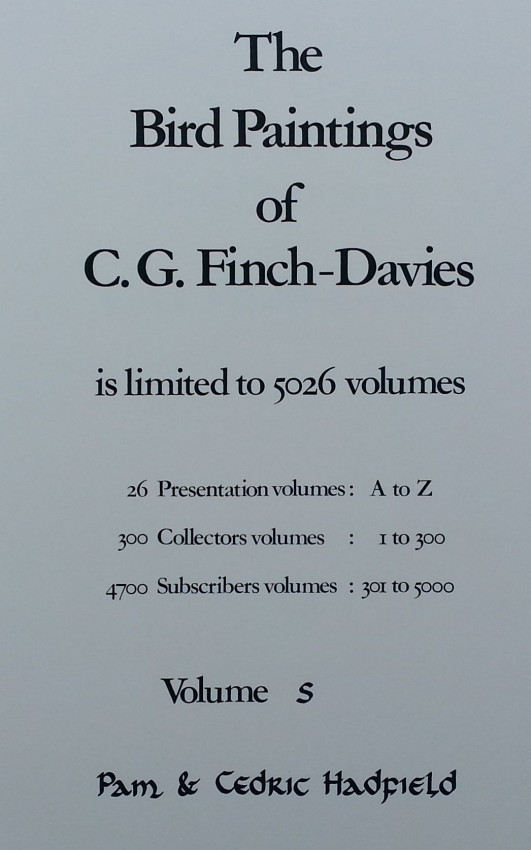 The
Bird Paintings
of
C. G. Finch-Davies
is limited to 5026 volumes
26 Presentation volumes : A to Z
300 Collectors volumes : 1 to 300
4700 Subscribers volumes : 301 to 5000
Volume S
Pam & Cedric Hadfield